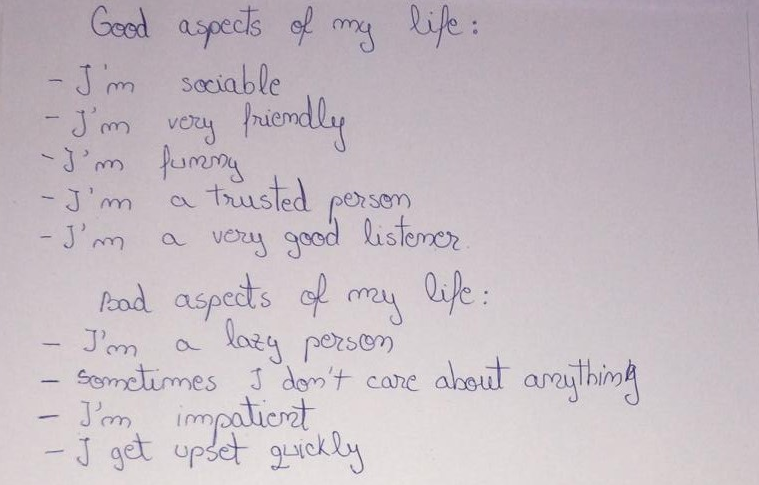 Good aspects of my life:
- I'm sociable
- I'm very friendly
- I'm funny
- I'm a trusted person
- I'm a very good listener.
Bad aspects of my life:
- I'm a lazy person
- sometimes I don't care about anything
- I'm impatient
- I get upset quickly